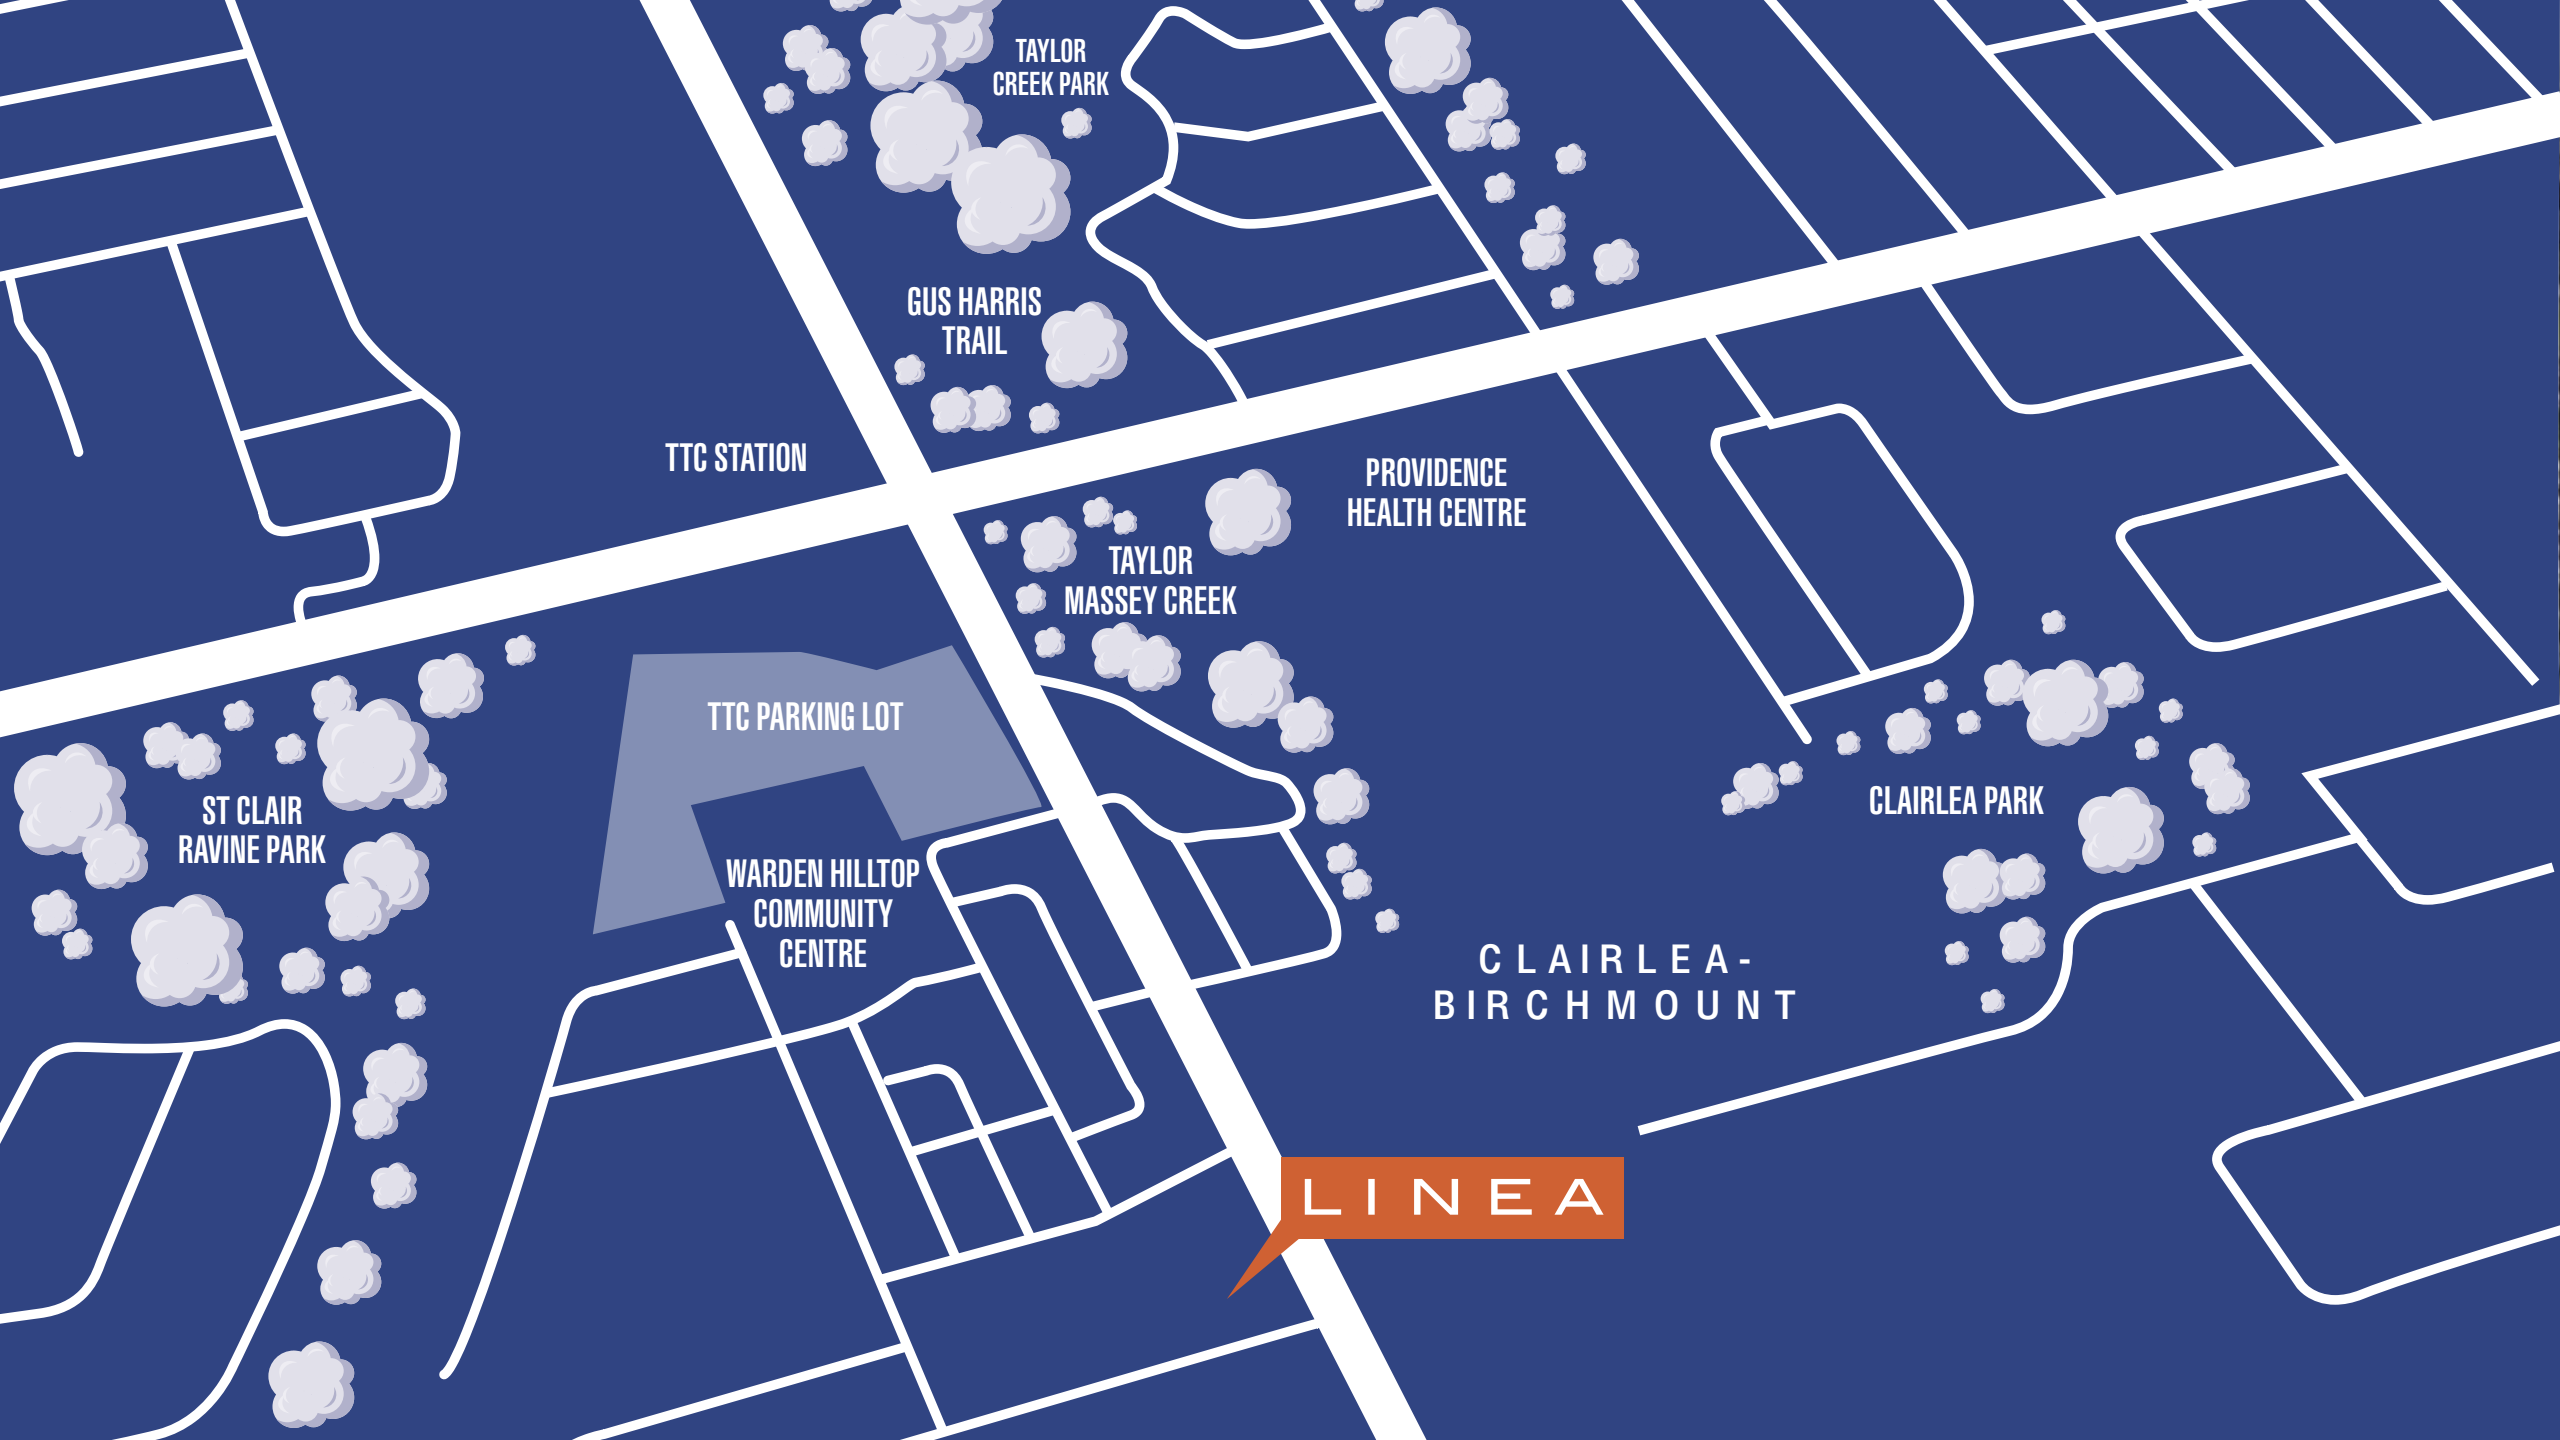 TAYLOR
CREEK PARK
GUS HARRIS
TRAIL
TTC STATION
PROVIDENCE
HEALTH CENTRE
TAYLOR
MASSEY CREEK
TTC PARKING LOT
ST CLAIR
RAVINE PARK
CLAIRLEA PARK
WARDEN HILLTOP
COMMUNITY
CENTRE
CLAIRLEA-
BIRCHMOUNT
LINEA